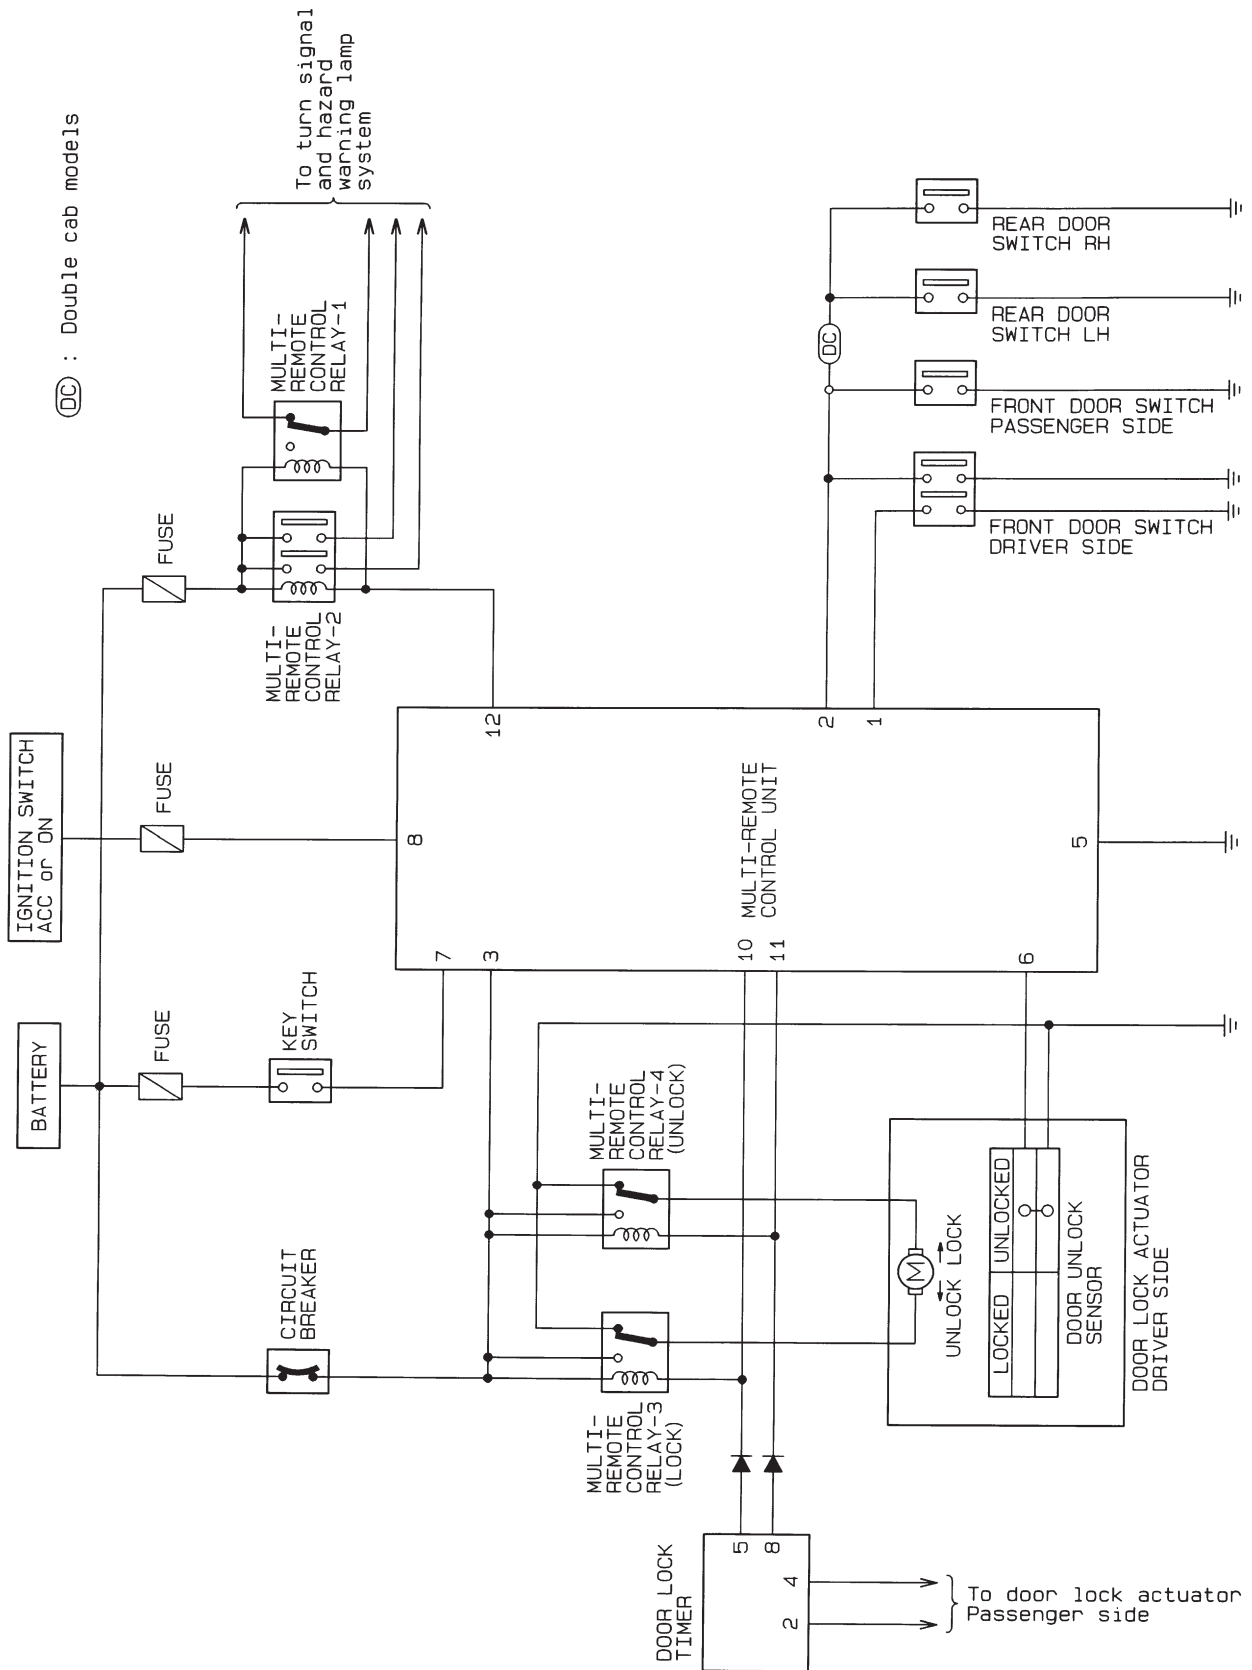 BATTERY
IGNITION SWITCH
ACC or ON
DC : Double cab models
FUSE
FUSE
FUSE
To turn signal
and hazard
warning lamp
system
CIRCUIT
BREAKER
KEY
SWITCH
MULTI-
REMOTE
CONTROL
RELAY-2
MULTI-
REMOTE
CONTROL
RELAY-1
7
3
8
12
MULTI-
REMOTE
CONTROL
RELAY-3
(LOCK)
MULTI-
REMOTE
CONTROL
RELAY-4
(UNLOCK)
10
11
MULTI-REMOTE
CONTROL UNIT
2
1
DC
DOOR LOCK
TIMER
5
8
2
4
To door lock actuator
Passenger side
M
UNLOCK LOCK
LOCKED
UNLOCKED
DOOR UNLOCK
SENSOR
DOOR LOCK ACTUATOR
DRIVER SIDE
6
5
FRONT DOOR SWITCH
DRIVER SIDE
FRONT DOOR SWITCH
PASSENGER SIDE
REAR DOOR
SWITCH LH
REAR DOOR
SWITCH RH